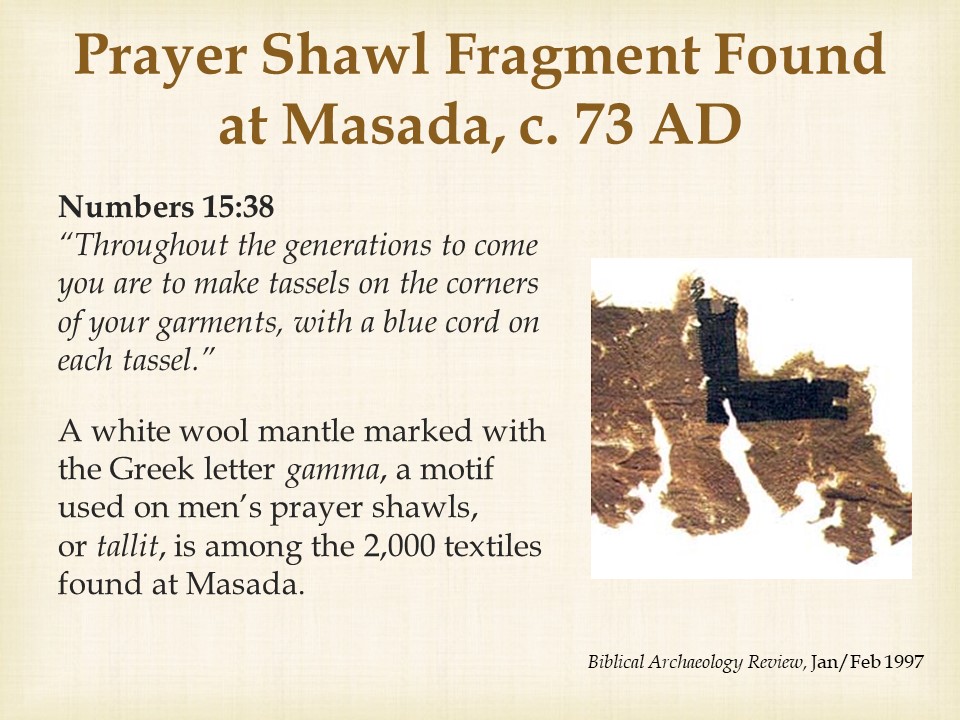 Prayer Shawl Fragment Found
at Masada, c. 73 AD
Numbers 15:38
“Throughout the generations to come
you are to make tassels on the corners
of your garments, with a blue cord on
each tassel.”
A white wool mantle marked with
the Greek letter gamma, a motif
used on men’s prayer shawls,
or tallit, is among the 2,000 textiles
found at Masada.
Biblical Archaeology Review, Jan/Feb 1997